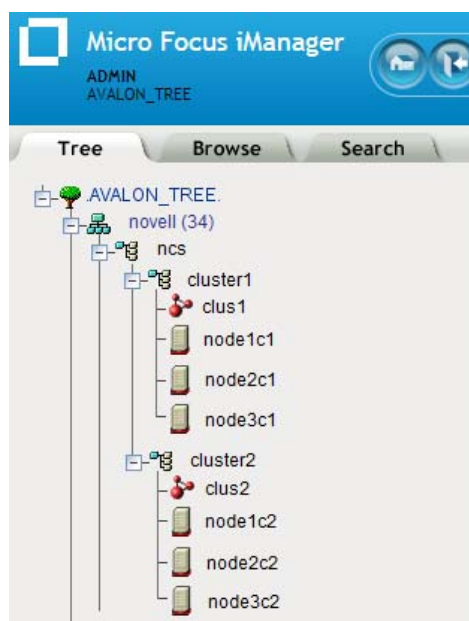 Micro Focus iManager
ADMIN
AVALON_TREE
Tree Browse Search
.AVALON_TREE.
novell (34)
ncs
cluster1
clus1
node1c1
node2c1
node3c1
cluster2
clus2
node1c2
node2c2
node3c2